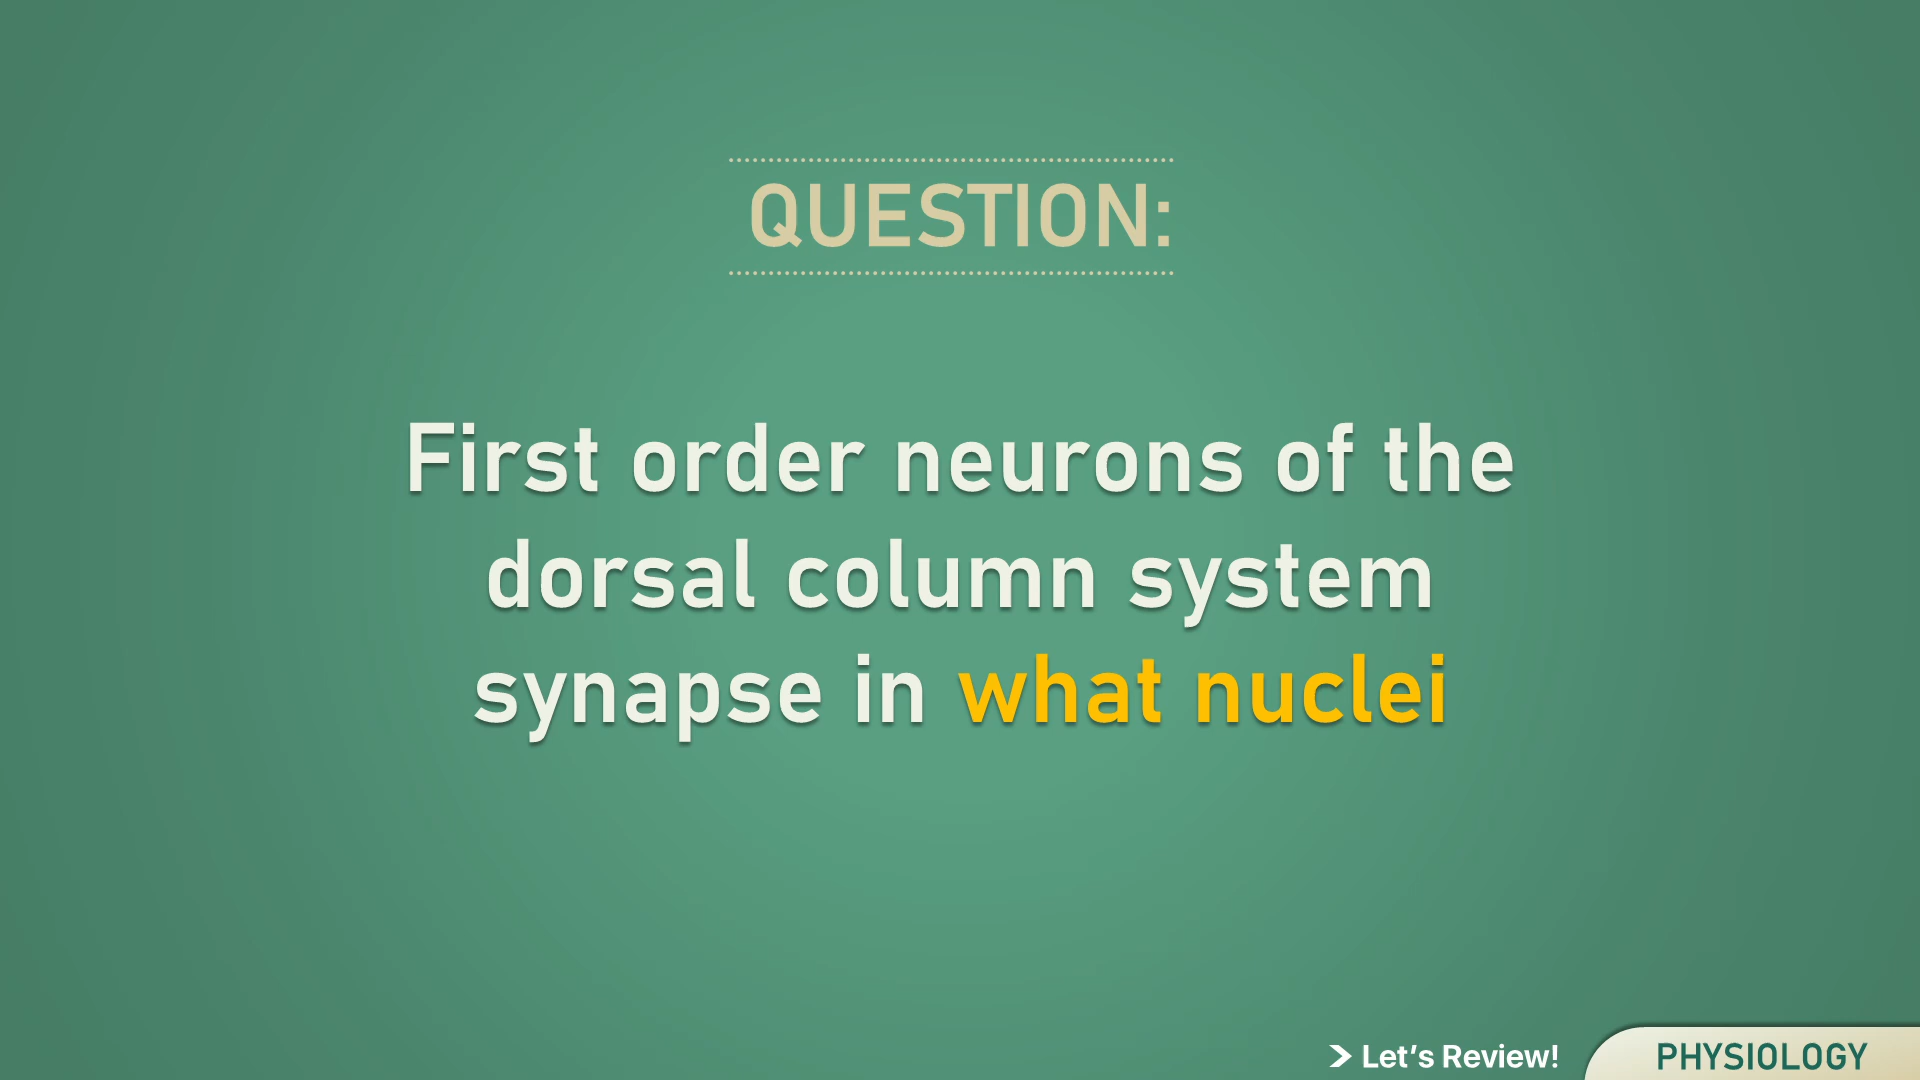 QUESTION:
First order neurons of the
dorsal column system
synapse in what nuclei
Let's Review!
PHYSIOLOGY